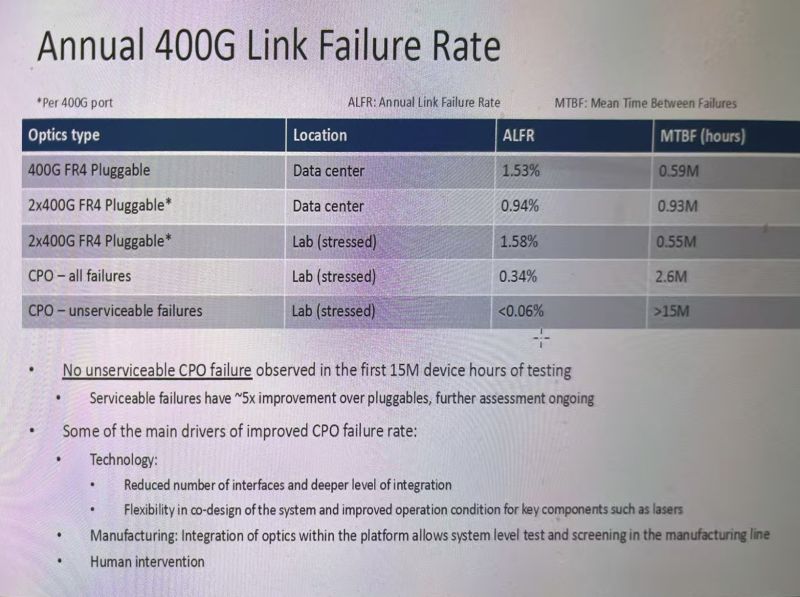 Annual 400G Link Failure Rate
*Per 400G port ALFR: Annual Link Failure Rate MTBF: Mean Time Between Failures
Optics type Location ALFR MTBF (hours)
400G FR4 Pluggable Data center 1.53% 0.59M
2x400G FR4 Pluggable* Data center 0.94% 0.93M
2x400G FR4 Pluggable* Lab (stressed) 1.58% 0.55M
CPO – all failures Lab (stressed) 0.34% 2.6M
CPO – unserviceable failures Lab (stressed) <0.06% >15M
• No unserviceable CPO failure observed in the first 15M device hours of testing
• Serviceable failures have ~5x improvement over pluggables, further assessment ongoing
• Some of the main drivers of improved CPO failure rate:
• Technology:
• Reduced number of interfaces and deeper level of integration
• Flexibility in co-design of the system and improved operation condition for key components such as lasers
• Manufacturing: Integration of optics within the platform allows system level test and screening in the manufacturing line
• Human intervention